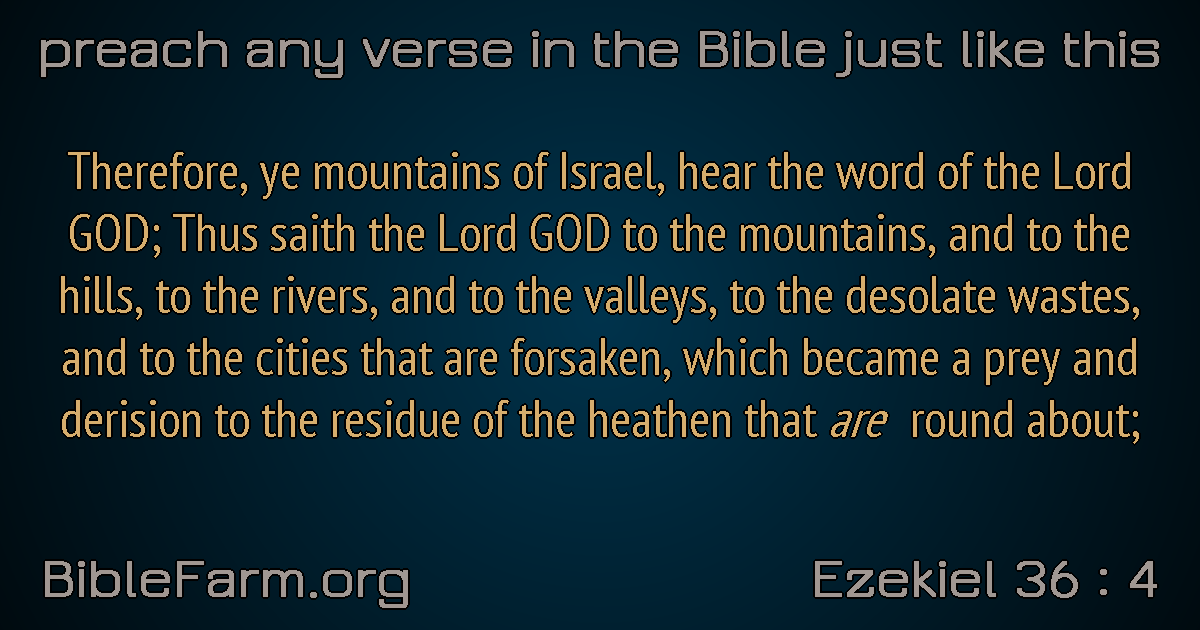 preach any verse in the Bible just like this
Therefore, ye mountains of Israel, hear the word of the Lord
GOD; Thus saith the Lord GOD to the mountains, and to the
hills, to the rivers, and to the valleys, to the desolate wastes,
and to the cities that are forsaken, which became a prey and
derision to the residue of the heathen that are round about;
BibleFarm.org
Ezekiel 36 : 4